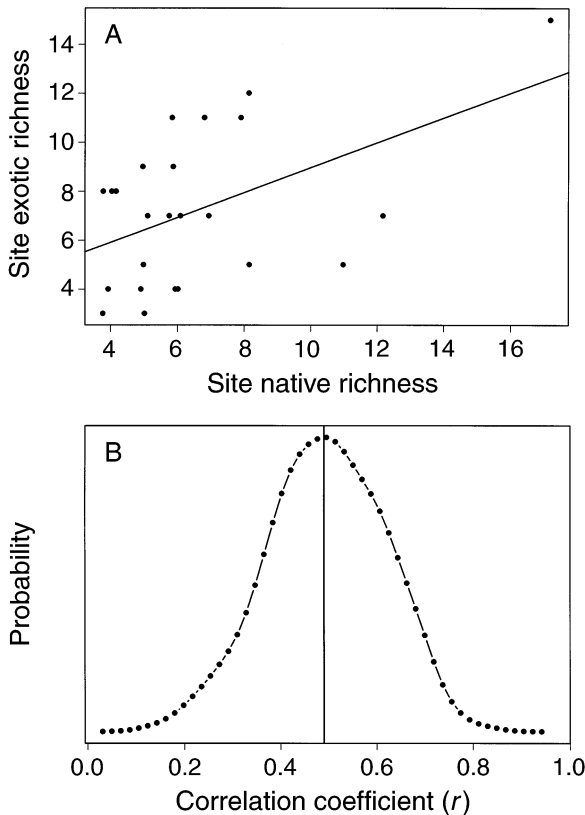 A
14
12
10
8
6
4
Site exotic richness
4 6 8 10 12 14 16
Site native richness
B
Probability
0.0 0.2 0.4 0.6 0.8 1.0
Correlation coefficient (r)